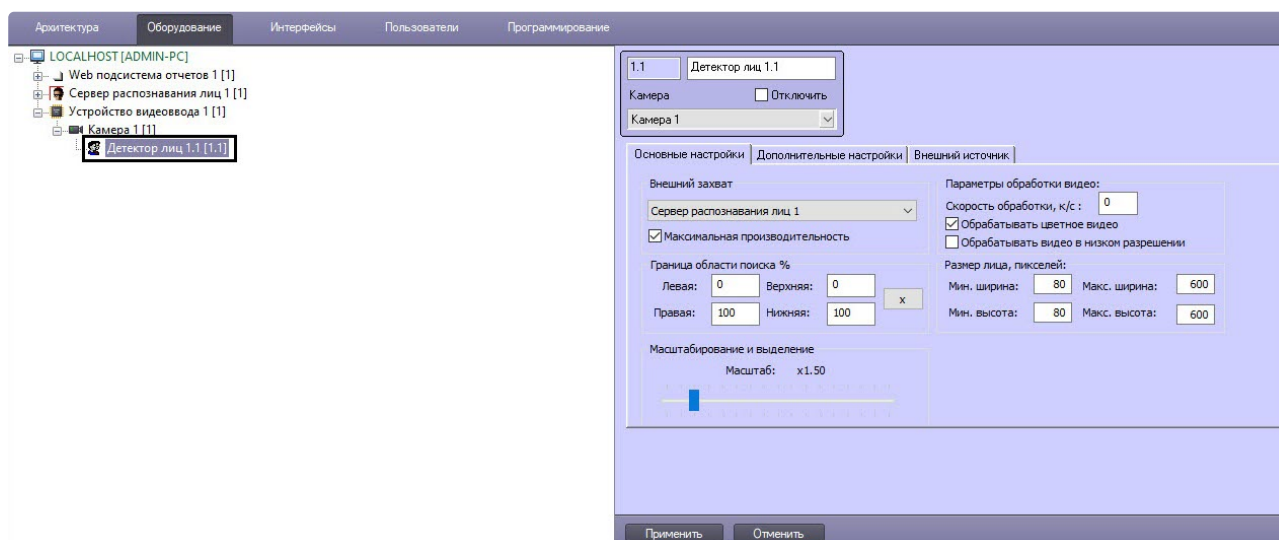 Архитектура Оборудование Интерфейсы Пользователи Программирование
LOCALHOST [ADMIN-PC]
Web подсистема отчетов 1 [1]
Сервер распознавания лиц 1 [1]
Устройство видеоввода 1 [1]
Камера 1 [1]
Детектор лиц 1.1 [1.1]
1.1 Детектор лиц 1.1
Камера Отключить
Камера 1
Основные настройки Дополнительные настройки Внешний источник
Внешний захват
Сервер распознавания лиц 1
Максимальная производительность
Параметры обработки видео:
Скорость обработки, к/с : 0
Обрабатывать цветное видео
Обрабатывать видео в низком разрешении
Граница области поиска %
Левая: 0 Верхняя: 0
Правая: 100 Нижняя: 100
x
Размер лица, пикселей:
Мин. ширина: 80 Макс. ширина: 600
Мин. высота: 80 Макс. высота: 600
Масштабирование и выделение
Масштаб: x1.50
Применить Отменить